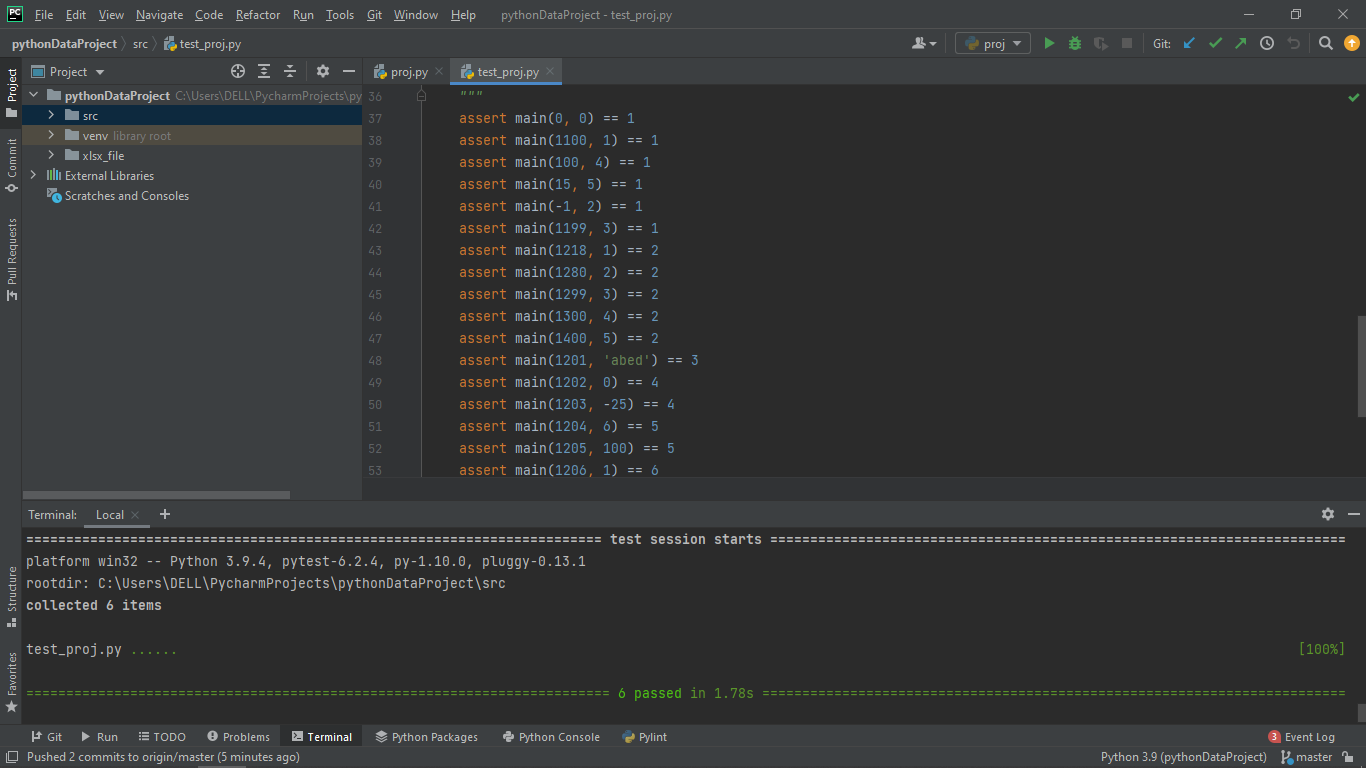 PC File Edit View Navigate Code Refactor Run Tools Git Window Help pythonDataProject - test_proj.py
pythonDataProject src test_proj.py proj Git:
Project
proj.py test_proj.py
pythonDataProject C:\Users\DELL\PycharmProjects\py
src
venv library root
xlsx_file
External Libraries
Scratches and Consoles
Project
Commit
Pull Requests
Structure
Favorites
36 """
37 assert main(0, 0) == 1
38 assert main(1100, 1) == 1
39 assert main(100, 4) == 1
40 assert main(15, 5) == 1
41 assert main(-1, 2) == 1
42 assert main(1199, 3) == 1
43 assert main(1218, 1) == 2
44 assert main(1280, 2) == 2
45 assert main(1299, 3) == 2
46 assert main(1300, 4) == 2
47 assert main(1400, 5) == 2
48 assert main(1201, 'abed') == 3
49 assert main(1202, 0) == 4
50 assert main(1203, -25) == 4
51 assert main(1204, 6) == 5
52 assert main(1205, 100) == 5
53 assert main(1206, 1) == 6
Terminal: Local
======================================================================== test session starts ========================================================================
platform win32 -- Python 3.9.4, pytest-6.2.4, py-1.10.0, pluggy-0.13.1
rootdir: C:\Users\DELL\PycharmProjects\pythonDataProject\src
collected 6 items
test_proj.py ...... [100%]
========================================================================= 6 passed in 1.78s =========================================================================
Git Run TODO Problems Terminal Python Packages Python Console Pylint 3 Event Log
Pushed 2 commits to origin/master (5 minutes ago) Python 3.9 (pythonDataProject) master